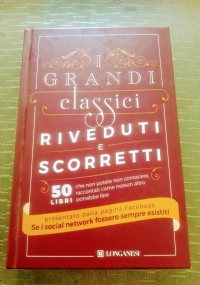 I
GRANDI
classici
RIVEDUTI
E
SCORRETTI
50 LIBRI
che non potete non conoscere,
raccontati come nessun altro
potrebbe fare
presentato dalla pagina Facebook
Se i social network fossero sempre esistiti
LONGANESI